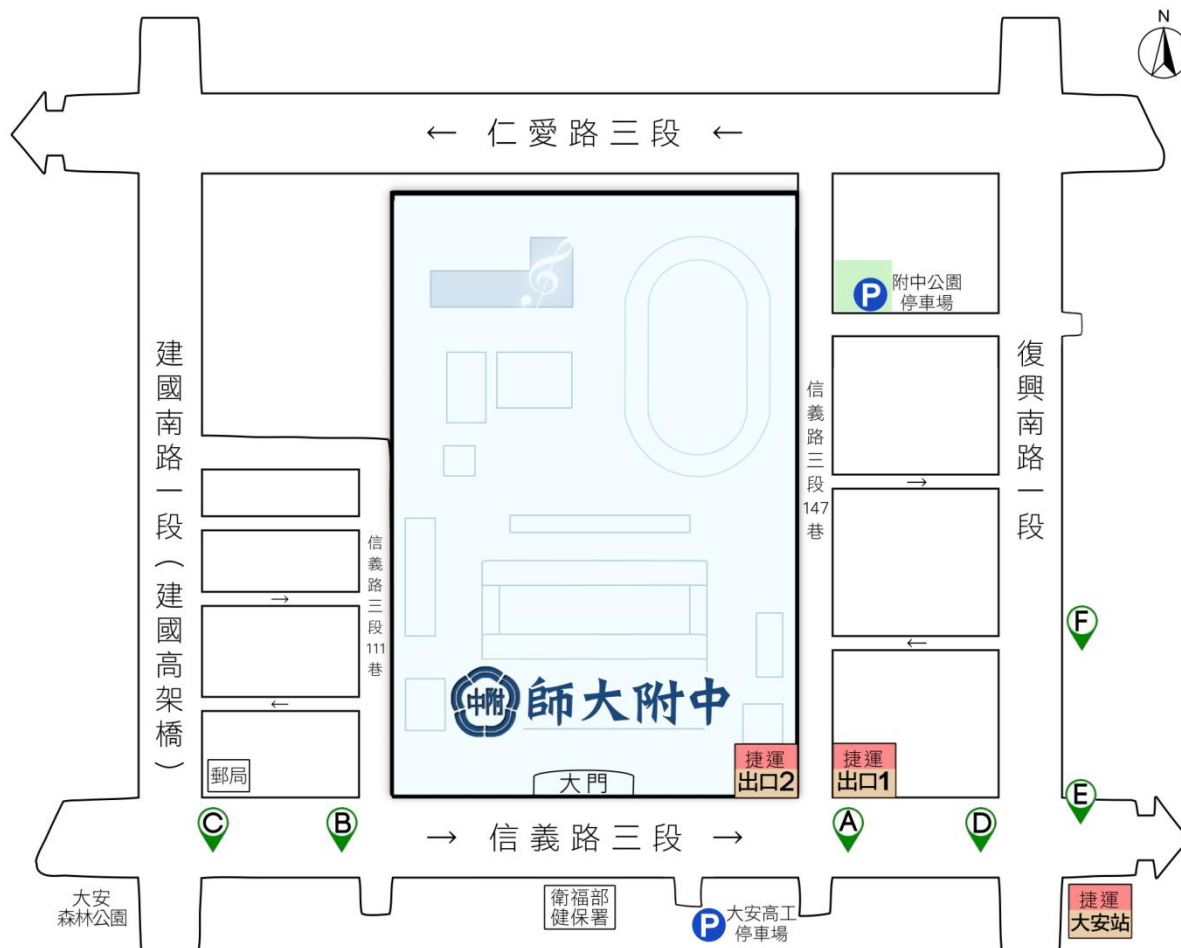 N
← 仁愛路三段 ←
P 附中公園
停車場
建國南路一段（建國高架橋）
復興南路一段
信義路三段147巷
→
信義路三段111巷
→
←
←
F
附中 師大附中
郵局
大門
捷運
出口2
捷運
出口1
C
B
→ 信義路三段 →
A
D
E
大安
森林公園
衛福部
健保署
P 大安高工
停車場
捷運
大安站